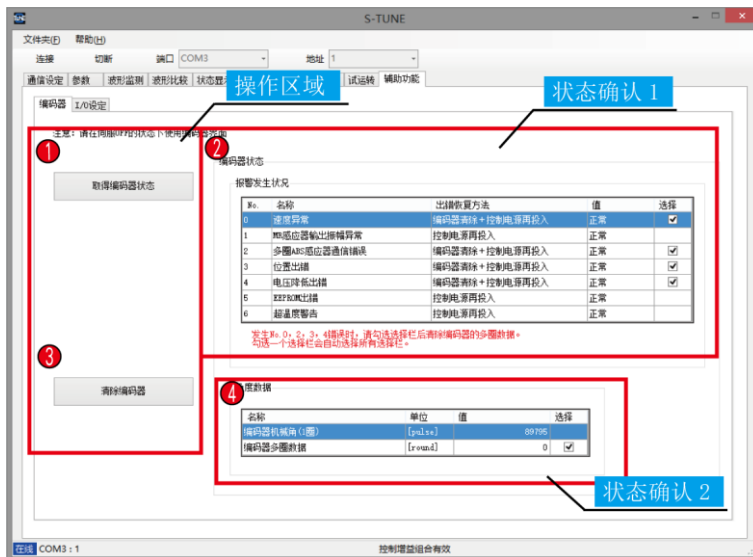 S-TUNE
文件夹(F) 帮助(H)
连接 切断 端口 COM3 地址 1
通信设定 参数 波形监测 波形比较 状态显 试运转 辅助功能
操作区域
状态确认 1
编码器 I/O设定
注意：请在伺服OFF的状态下使用编码器界面
1
2
编码器状态
取得编码器状态
报警发生状况
No. 名称 出错恢复方法 值 选择
0 速度异常 编码器清除+控制电源再投入 正常
1 MR感应器输出振幅异常 控制电源再投入 正常
2 多圈ABS感应器通信错误 编码器清除+控制电源再投入 正常
3 位置出错 编码器清除+控制电源再投入 正常
4 电压降低出错 编码器清除+控制电源再投入 正常
5 EEPROM出错 控制电源再投入 正常
6 超温度警告 控制电源再投入 正常
发生No.0，2，3，4错误时，请勾选选择栏后清除编码器的多圈数据。
勾选一个选择栏会自动选择所有选择栏。
3
清除编码器
4
度数据
名称 单位 值 选择
编码器机械角(1圈) [pulse] 89795
编码器多圈数据 [round] 0
状态确认 2
在线 COM3 : 1 控制增益组合有效